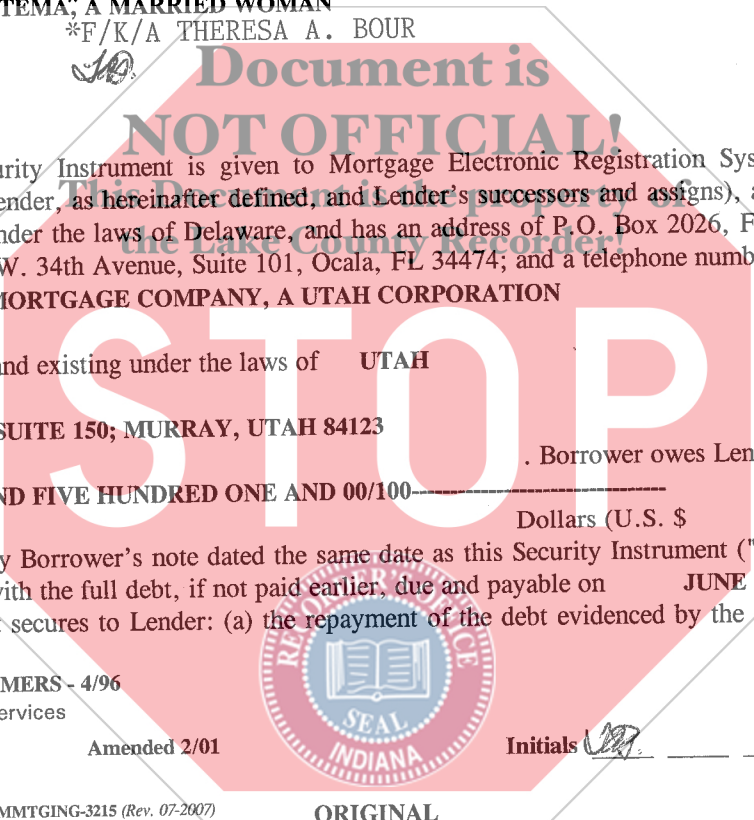 TEMA, A MARRIED WOMAN
*F/K/A THERESA A. BOUR
Document is
NOT OFFICIAL!
urity Instrument is given to Mortgage Electronic Registration Sys
This Document is the property of
ender, as hereinafter defined, and Lender's successors and assigns), a
nder the laws of Delaware, and has an address of P.O. Box 2026, F
the Lake County Recorder!
W. 34th Avenue, Suite 101, Ocala, FL 34474; and a telephone numb
MORTGAGE COMPANY, A UTAH CORPORATION
STOP
and existing under the laws of UTAH
SUITE 150; MURRAY, UTAH 84123
. Borrower owes Len
ND FIVE HUNDRED ONE AND 00/100---------------------------------
Dollars (U.S. $
y Borrower's note dated the same date as this Security Instrument ("
with the full debt, if not paid earlier, due and payable on JUNE
t secures to Lender: (a) the repayment of the debt evidenced by the
RECORDER'S OFFICE
SEAL
INDIANA
MERS - 4/96
ervices
Amended 2/01 Initials
MMTGING-3215 (Rev. 07-2007) ORIGINAL